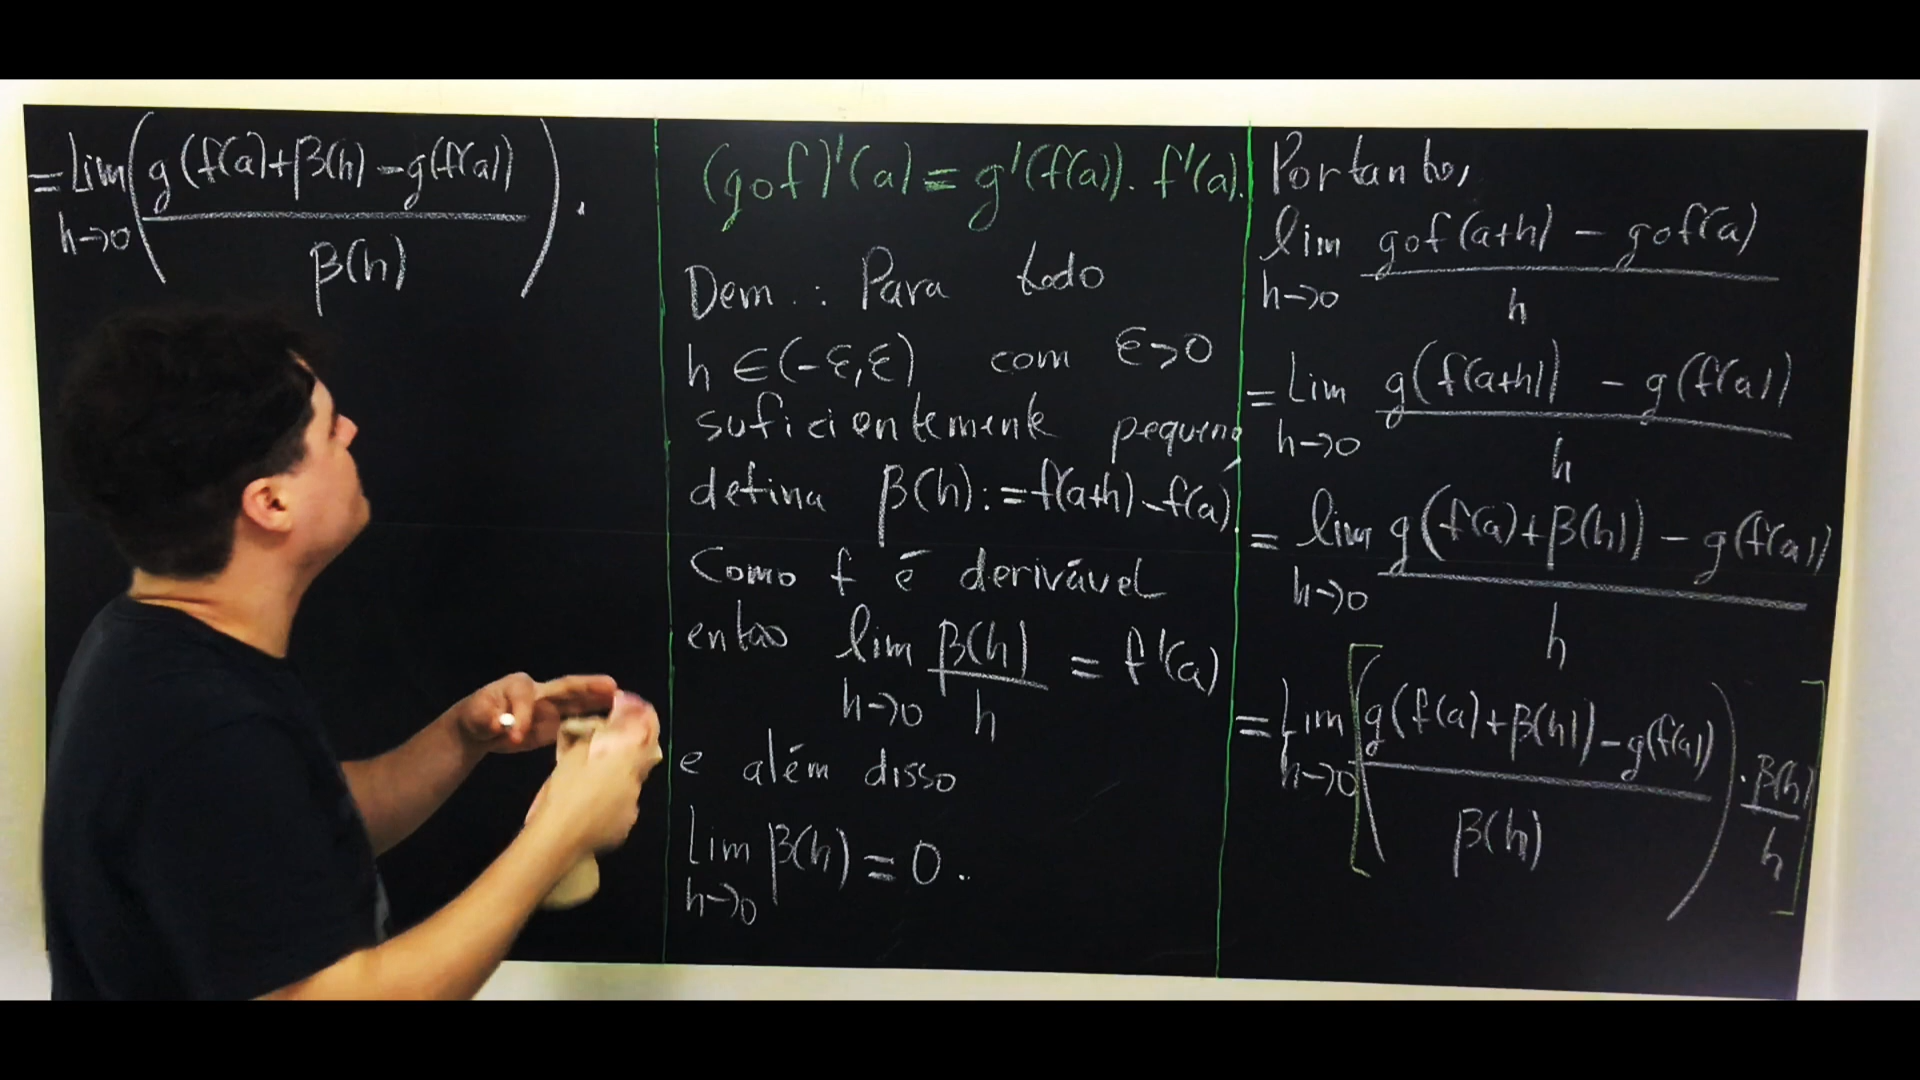 (gof)'(a) = g'(f(a)). f'(a).
Dem.: Para todo
h ∈ (-ε,ε) com ε>0
suficientemente pequeno
defina β(h) := f(a+h) - f(a).
Como f é derivável
então lim β(h)/h = f'(a)
h→0
e além disso
Lim β(h) = 0.
h→0
Portanto,
lim gof(a+h) - gof(a)
h→0 h
= Lim g(f(a+h)) - g(f(a))
h→0 h
= lim g(f(a)+β(h)) - g(f(a))
h→0 h
= Lim [(g(f(a)+β(h)) - g(f(a))) . β(h)]
h→0 β(h) h
= Lim (g(f(a)+β(h) - g(f(a))) .
h→0 β(h)